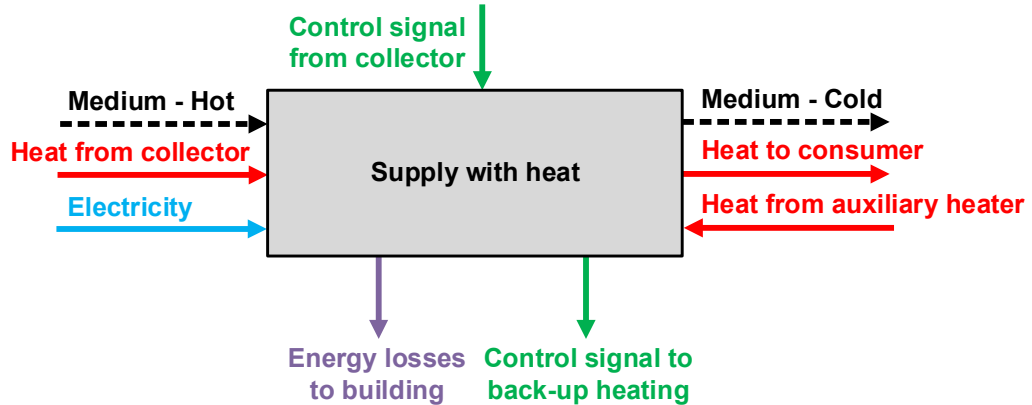 Control signal
from collector
Medium - Hot
Medium - Cold
Heat from collector
Supply with heat
Heat to consumer
Electricity
Heat from auxiliary heater
Energy losses
to building
Control signal to
back-up heating